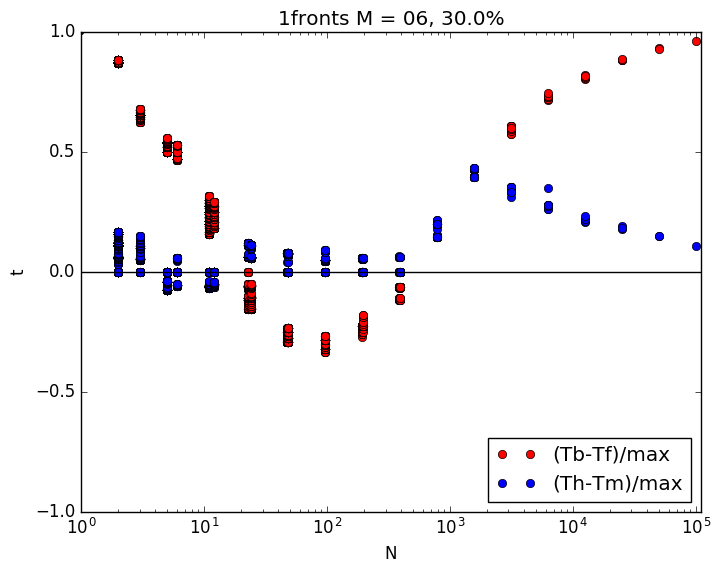 1fronts M = 06, 30.0%
1.0
0.5
0.0
−0.5
−1.0
t
10^0 10^1 10^2 10^3 10^4 10^5
N
(Tb-Tf)/max
(Th-Tm)/max